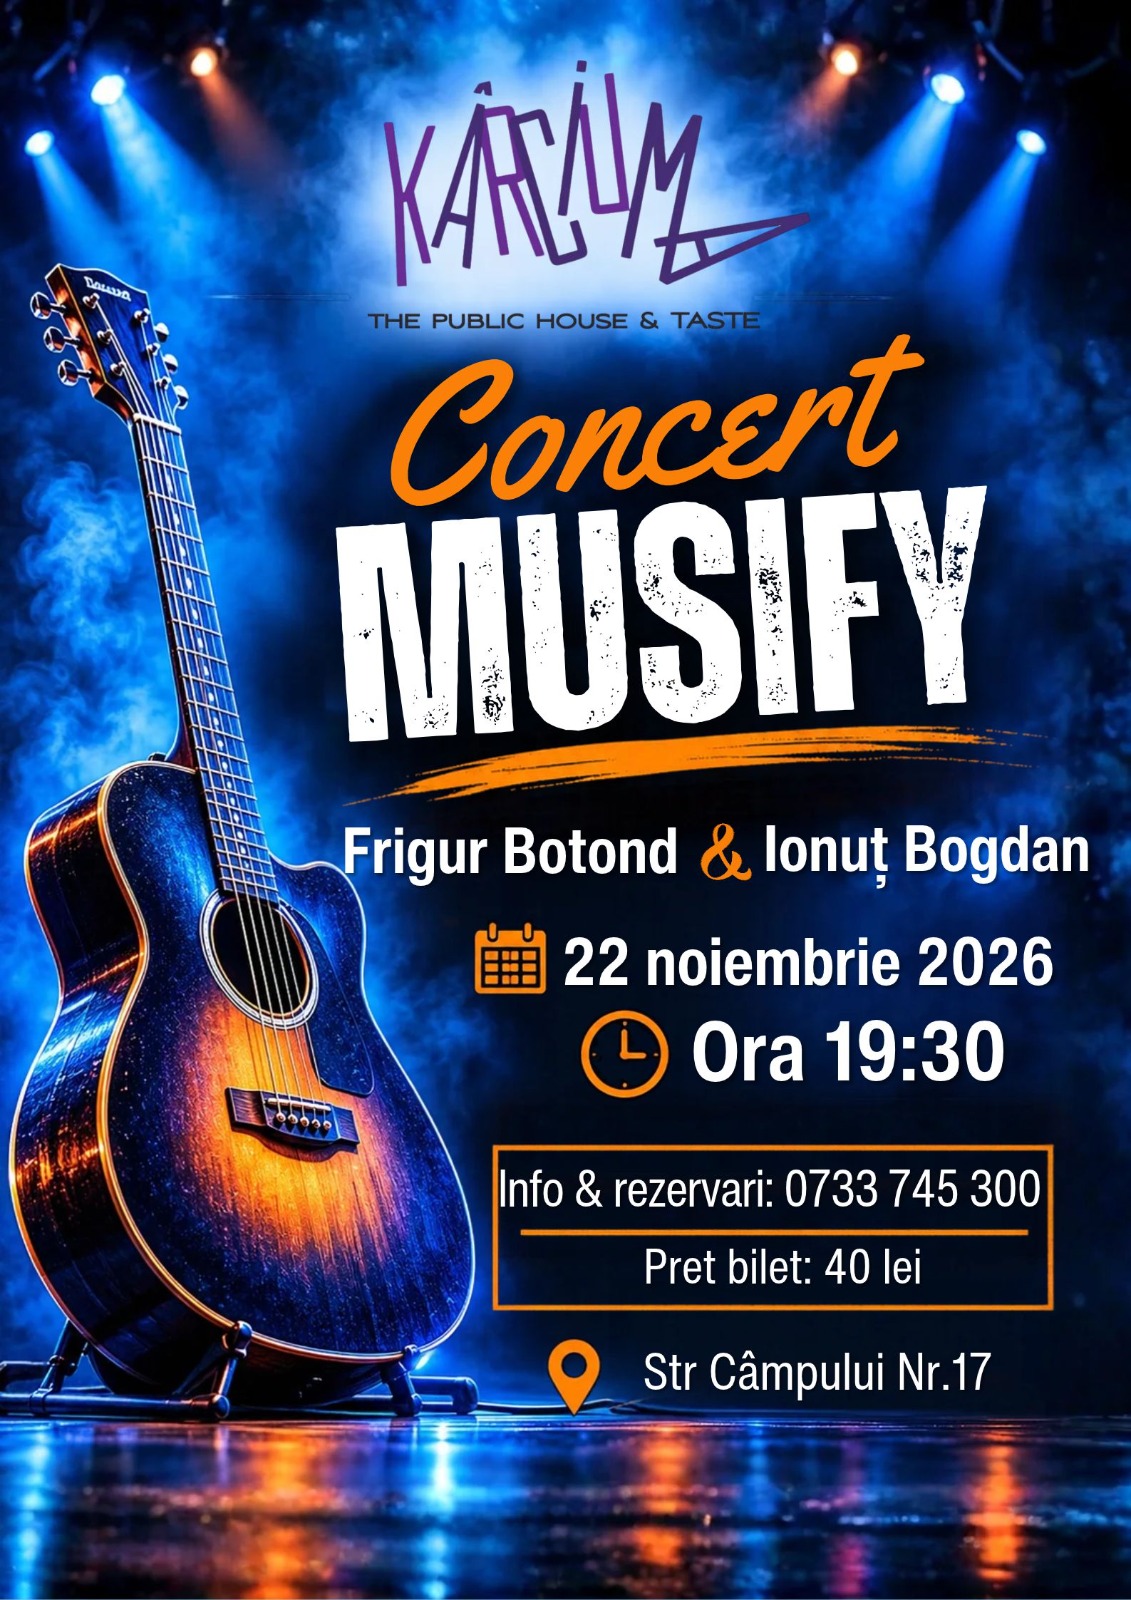 KÂRCIUMA
THE PUBLIC HOUSE & TASTE
Concert
MUSIFY
Frigur Botond & Ionuț Bogdan
22 noiembrie 2026
Ora 19:30
Info & rezervari: 0733 745 300
Pret bilet: 40 lei
Str Câmpului Nr.17